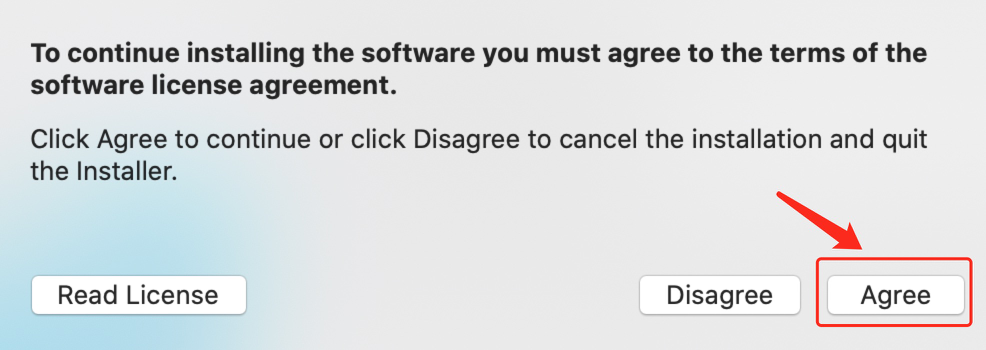 To continue installing the software you must agree to the terms of the
software license agreement.
Click Agree to continue or click Disagree to cancel the installation and quit
the Installer.
Read License
Disagree
Agree